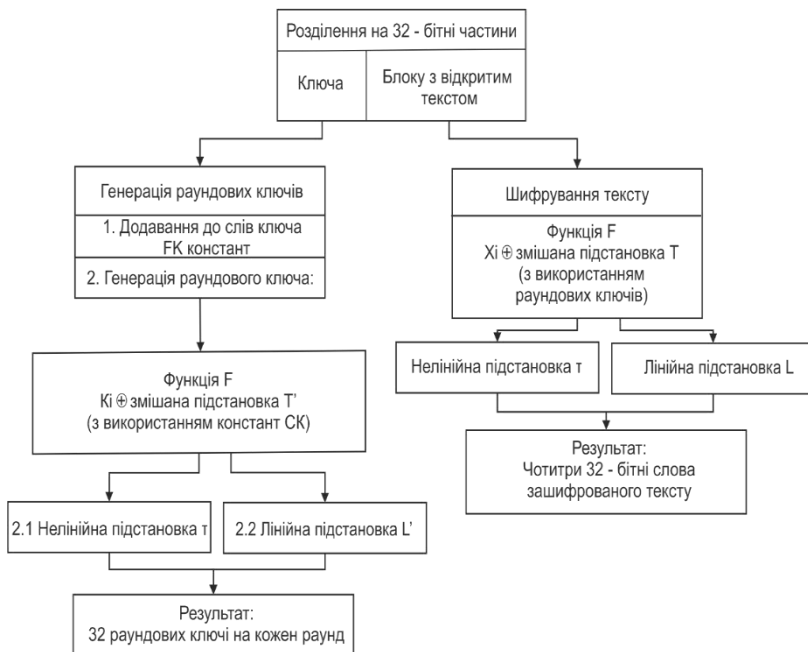 Розділення на 32 - бітні частини
Ключа
Блоку з відкритим
текстом
Генерація раундових ключів
1. Додавання до слів ключа
FK констант
2. Генерація раундового ключа:
Функція F
Кі ⊕ змішана підстановка Т’
(з використанням констант СК)
2.1 Нелінійна підстановка τ
2.2 Лінійна підстановка L’
Результат:
32 раундових ключі на кожен раунд
Шифрування тексту
Функція F
Хі ⊕ змішана підстановка Т
(з використанням
раундових ключів)
Нелінійна підстановка τ
Лінійна підстановка L
Результат:
Чотитри 32 - бітні слова
зашифрованого тексту